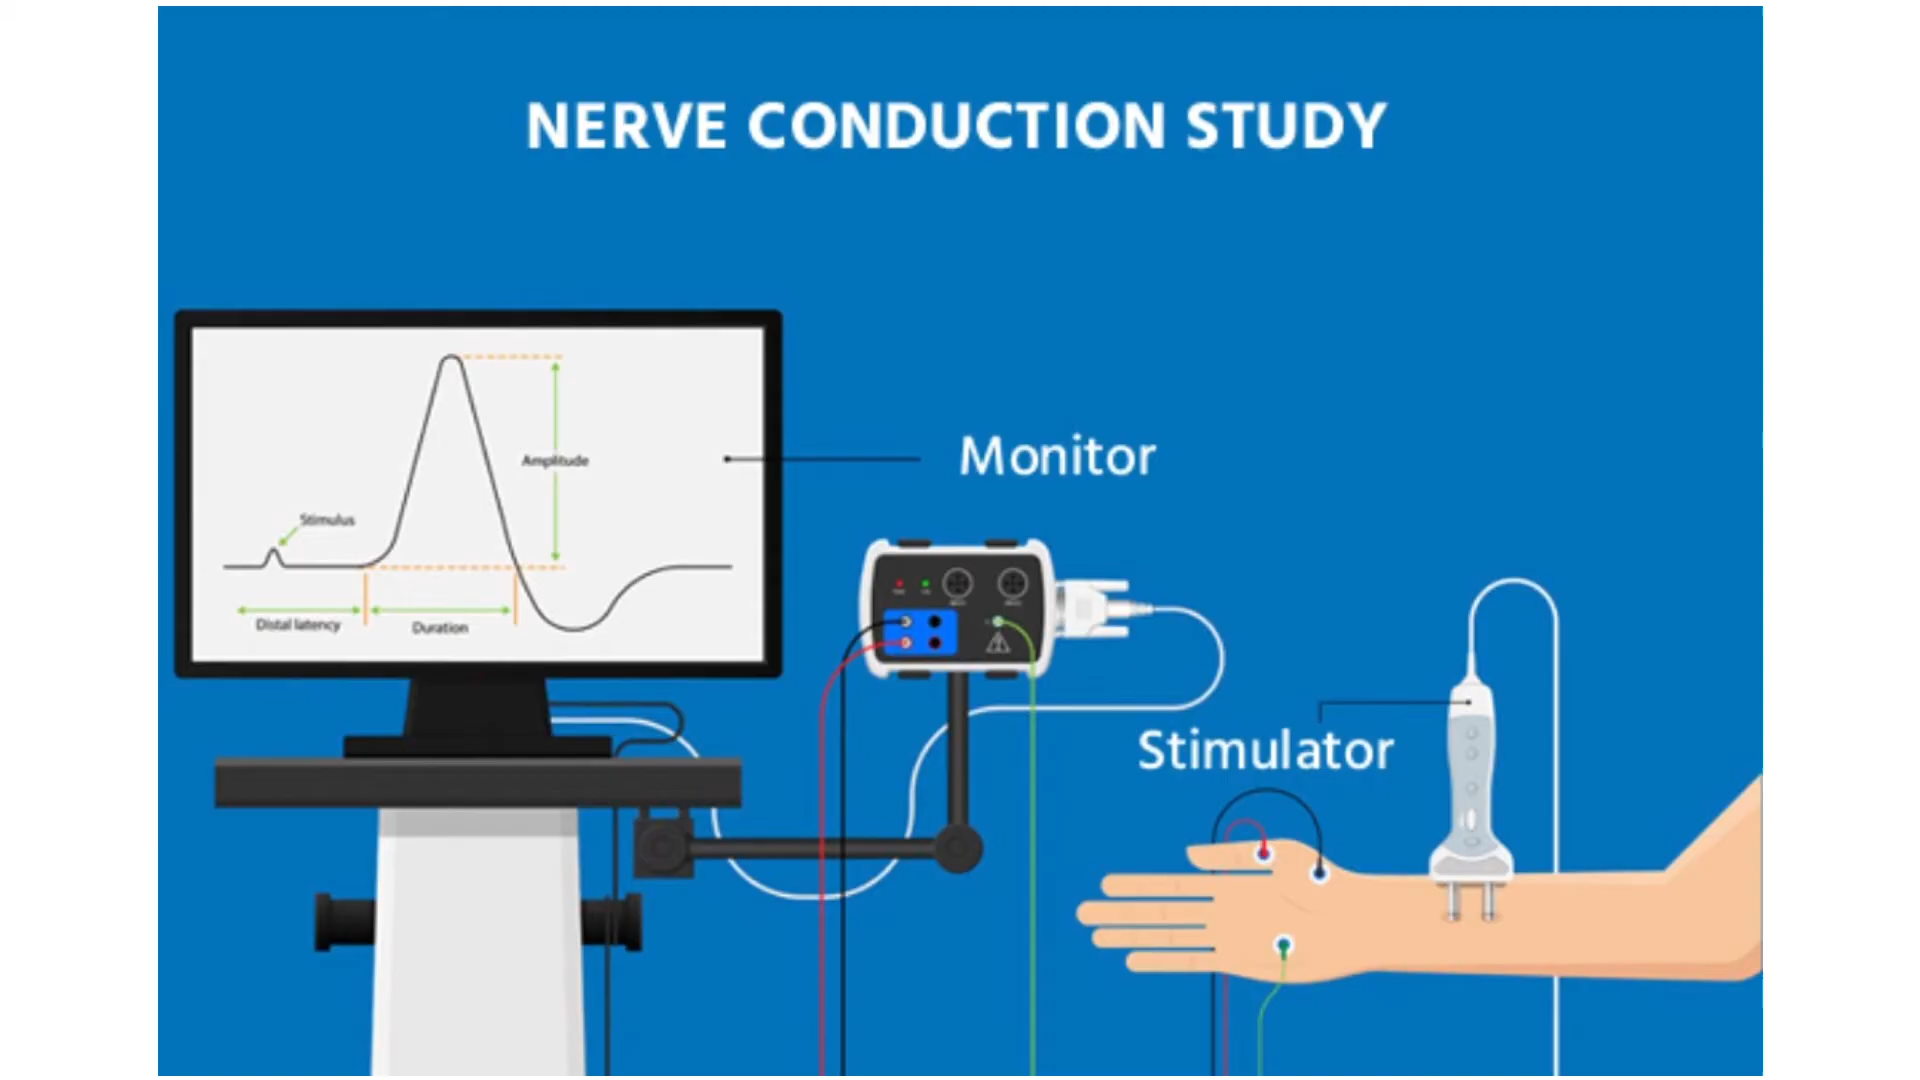 NERVE CONDUCTION STUDY
Monitor
Amplitude
Stimulus
Distal latency
Duration
Stimulator